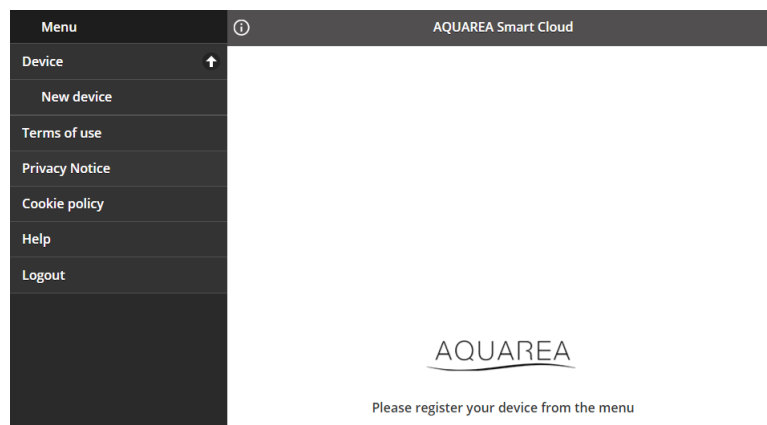 Menu
AQUAREA Smart Cloud
Device
New device
Terms of use
Privacy Notice
Cookie policy
Help
Logout
AQUAREA
Please register your device from the menu